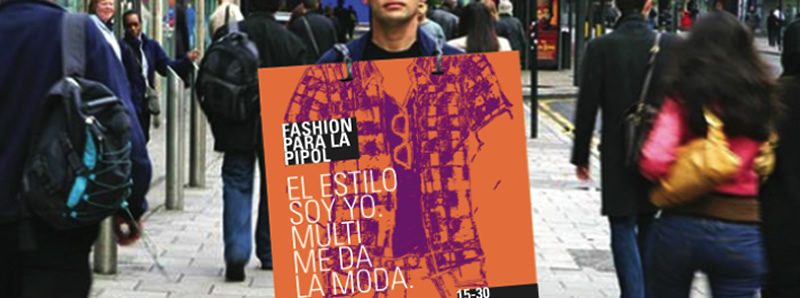 FASHION
PARA LA
PIPOL
EL ESTILO
SOY YO.
MULTI
ME DA
LA MODA.
15-30